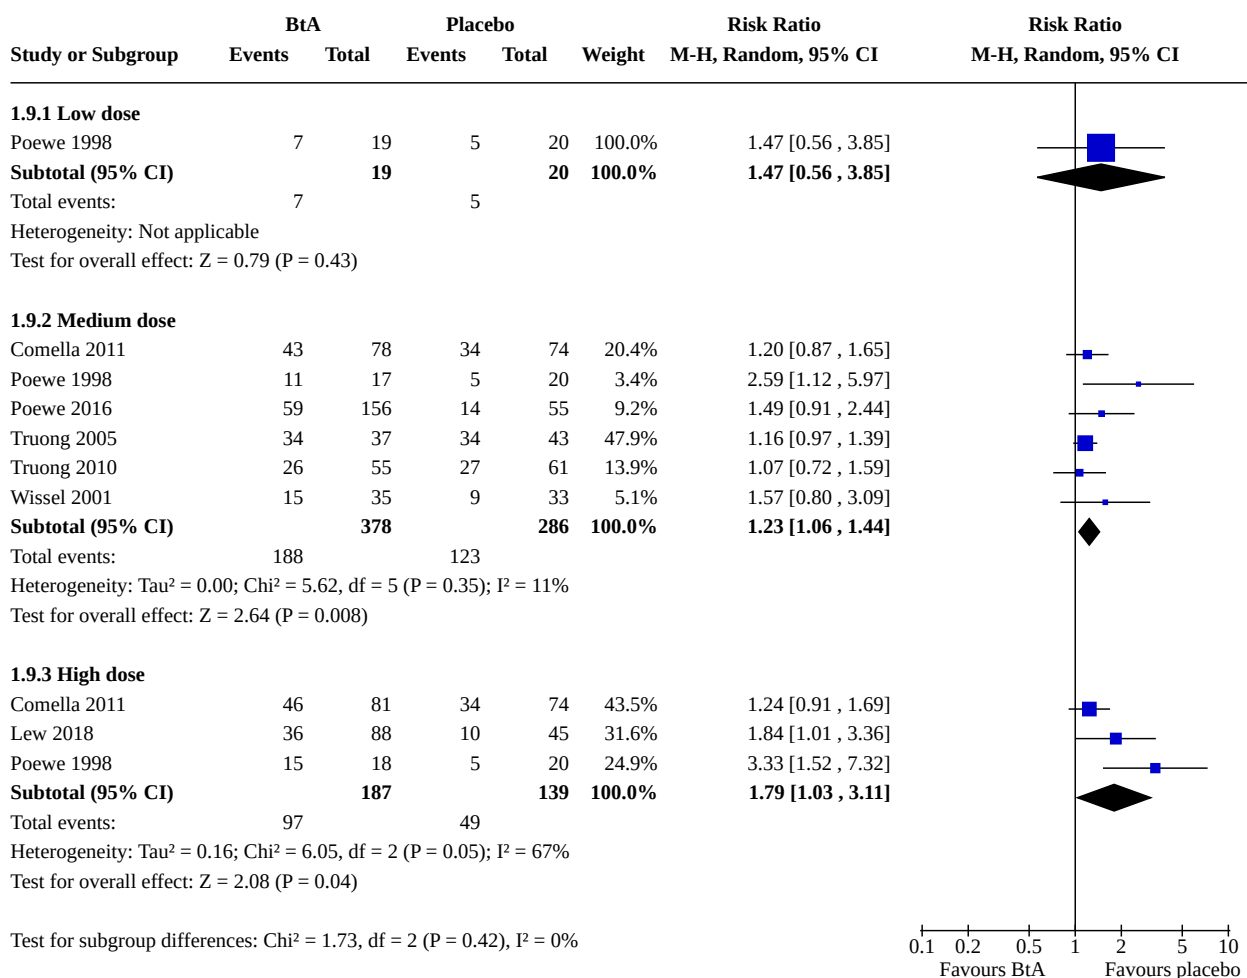 BtA Placebo Risk Ratio Risk Ratio
Study or Subgroup Events Total Events Total Weight M-H, Random, 95% CI M-H, Random, 95% CI
1.9.1 Low dose
Poewe 1998 7 19 5 20 100.0% 1.47 [0.56 , 3.85]
Subtotal (95% CI) 19 20 100.0% 1.47 [0.56 , 3.85]
Total events: 7 5
Heterogeneity: Not applicable
Test for overall effect: Z = 0.79 (P = 0.43)
1.9.2 Medium dose
Comella 2011 43 78 34 74 20.4% 1.20 [0.87 , 1.65]
Poewe 1998 11 17 5 20 3.4% 2.59 [1.12 , 5.97]
Poewe 2016 59 156 14 55 9.2% 1.49 [0.91 , 2.44]
Truong 2005 34 37 34 43 47.9% 1.16 [0.97 , 1.39]
Truong 2010 26 55 27 61 13.9% 1.07 [0.72 , 1.59]
Wissel 2001 15 35 9 33 5.1% 1.57 [0.80 , 3.09]
Subtotal (95% CI) 378 286 100.0% 1.23 [1.06 , 1.44]
Total events: 188 123
Heterogeneity: Tau² = 0.00; Chi² = 5.62, df = 5 (P = 0.35); I² = 11%
Test for overall effect: Z = 2.64 (P = 0.008)
1.9.3 High dose
Comella 2011 46 81 34 74 43.5% 1.24 [0.91 , 1.69]
Lew 2018 36 88 10 45 31.6% 1.84 [1.01 , 3.36]
Poewe 1998 15 18 5 20 24.9% 3.33 [1.52 , 7.32]
Subtotal (95% CI) 187 139 100.0% 1.79 [1.03 , 3.11]
Total events: 97 49
Heterogeneity: Tau² = 0.16; Chi² = 6.05, df = 2 (P = 0.05); I² = 67%
Test for overall effect: Z = 2.08 (P = 0.04)
Test for subgroup differences: Chi² = 1.73, df = 2 (P = 0.42), I² = 0%
0.1 0.2 0.5 1 2 5 10
Favours BtA Favours placebo